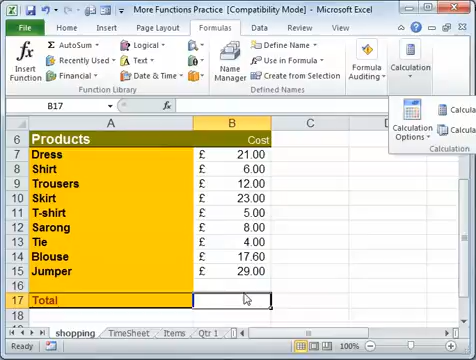 More Functions Practice [Compatibility Mode] - Microsoft Excel
File Home Insert Page Layout Formulas Data Review View
Insert Function
AutoSum
Recently Used
Financial
Logical
Text
Date & Time
Function Library
Name Manager
Define Name
Use in Formula
Create from Selection
Defined Names
Formula Auditing
Calculation
Calculation Options
Calcula
Calcula
Calculation
B17 fx
A B C D
6 Products Cost
7 Dress £ 21.00
8 Shirt £ 6.00
9 Trousers £ 12.00
10 Skirt £ 23.00
11 T-shirt £ 5.00
12 Sarong £ 8.00
13 Tie £ 4.00
14 Blouse £ 17.60
15 Jumper £ 29.00
16
17 Total
18
shopping TimeSheet Items Qtr 1
Ready 100%